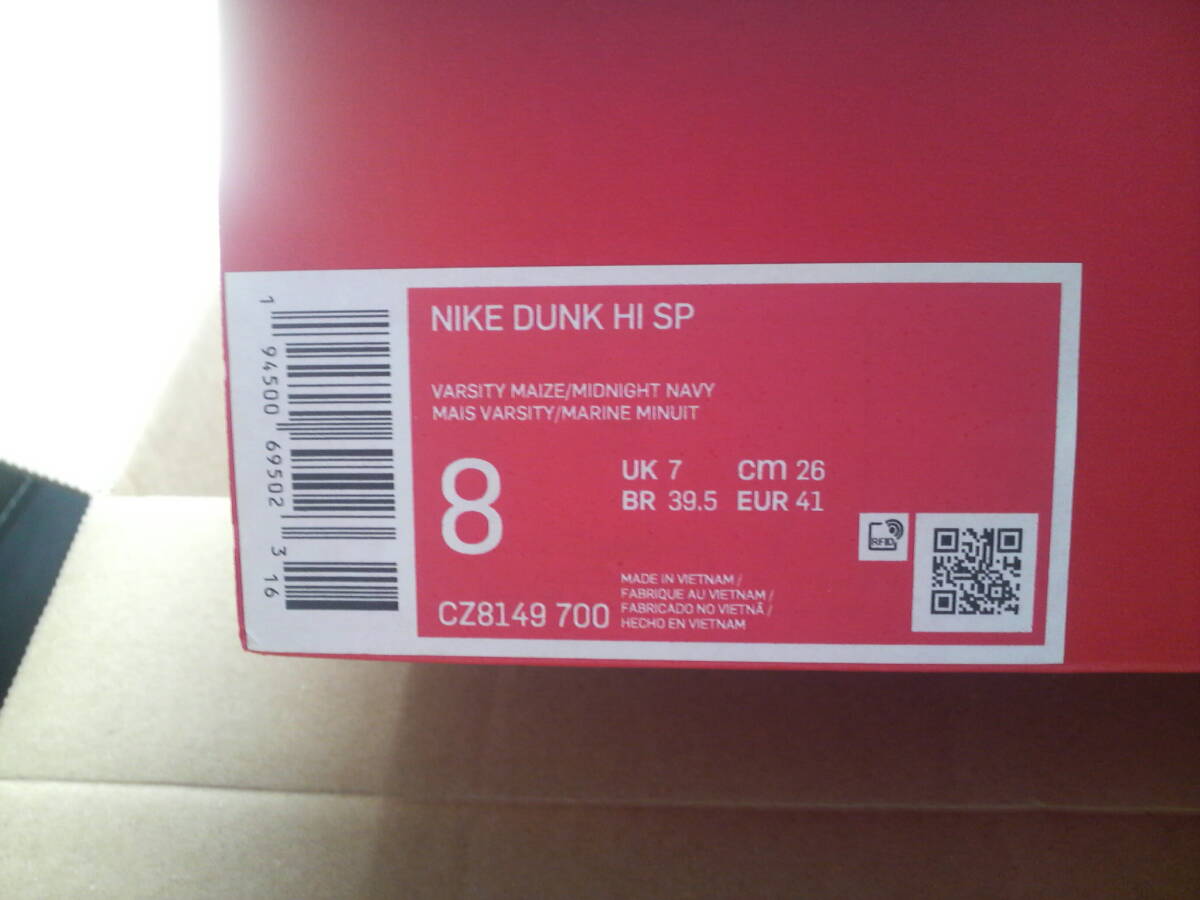 NIKE DUNK HI SP
VARSITY MAIZE/MIDNIGHT NAVY
MAIS VARSITY/MARINE MINUIT
8
UK 7 cm 26
BR 39.5 EUR 41
CZ8149 700
MADE IN VIETNAM /
FABRIQUE AU VIETNAM /
FABRICADO NO VIETNÃ /
HECHO EN VIETNAM
RFID
1 94500 69502 3 16